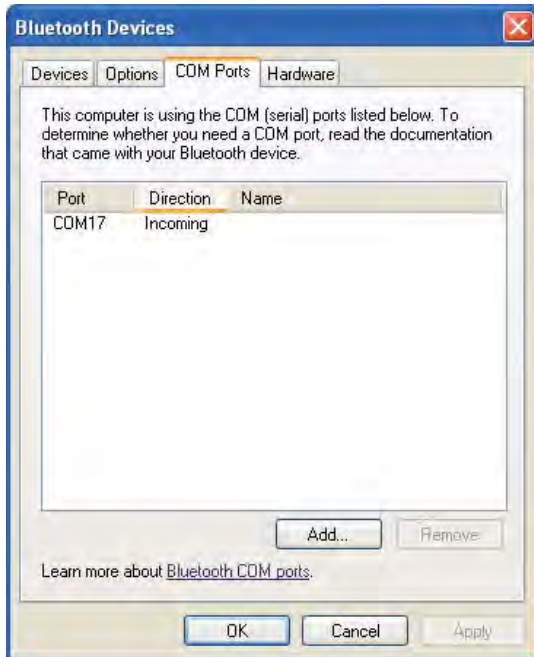 Bluetooth Devices
Devices Options COM Ports Hardware
This computer is using the COM (serial) ports listed below. To
determine whether you need a COM port, read the documentation
that came with your Bluetooth device.
Port Direction Name
COM17 Incoming
Add... Remove
Learn more about Bluetooth COM ports.
OK Cancel Apply